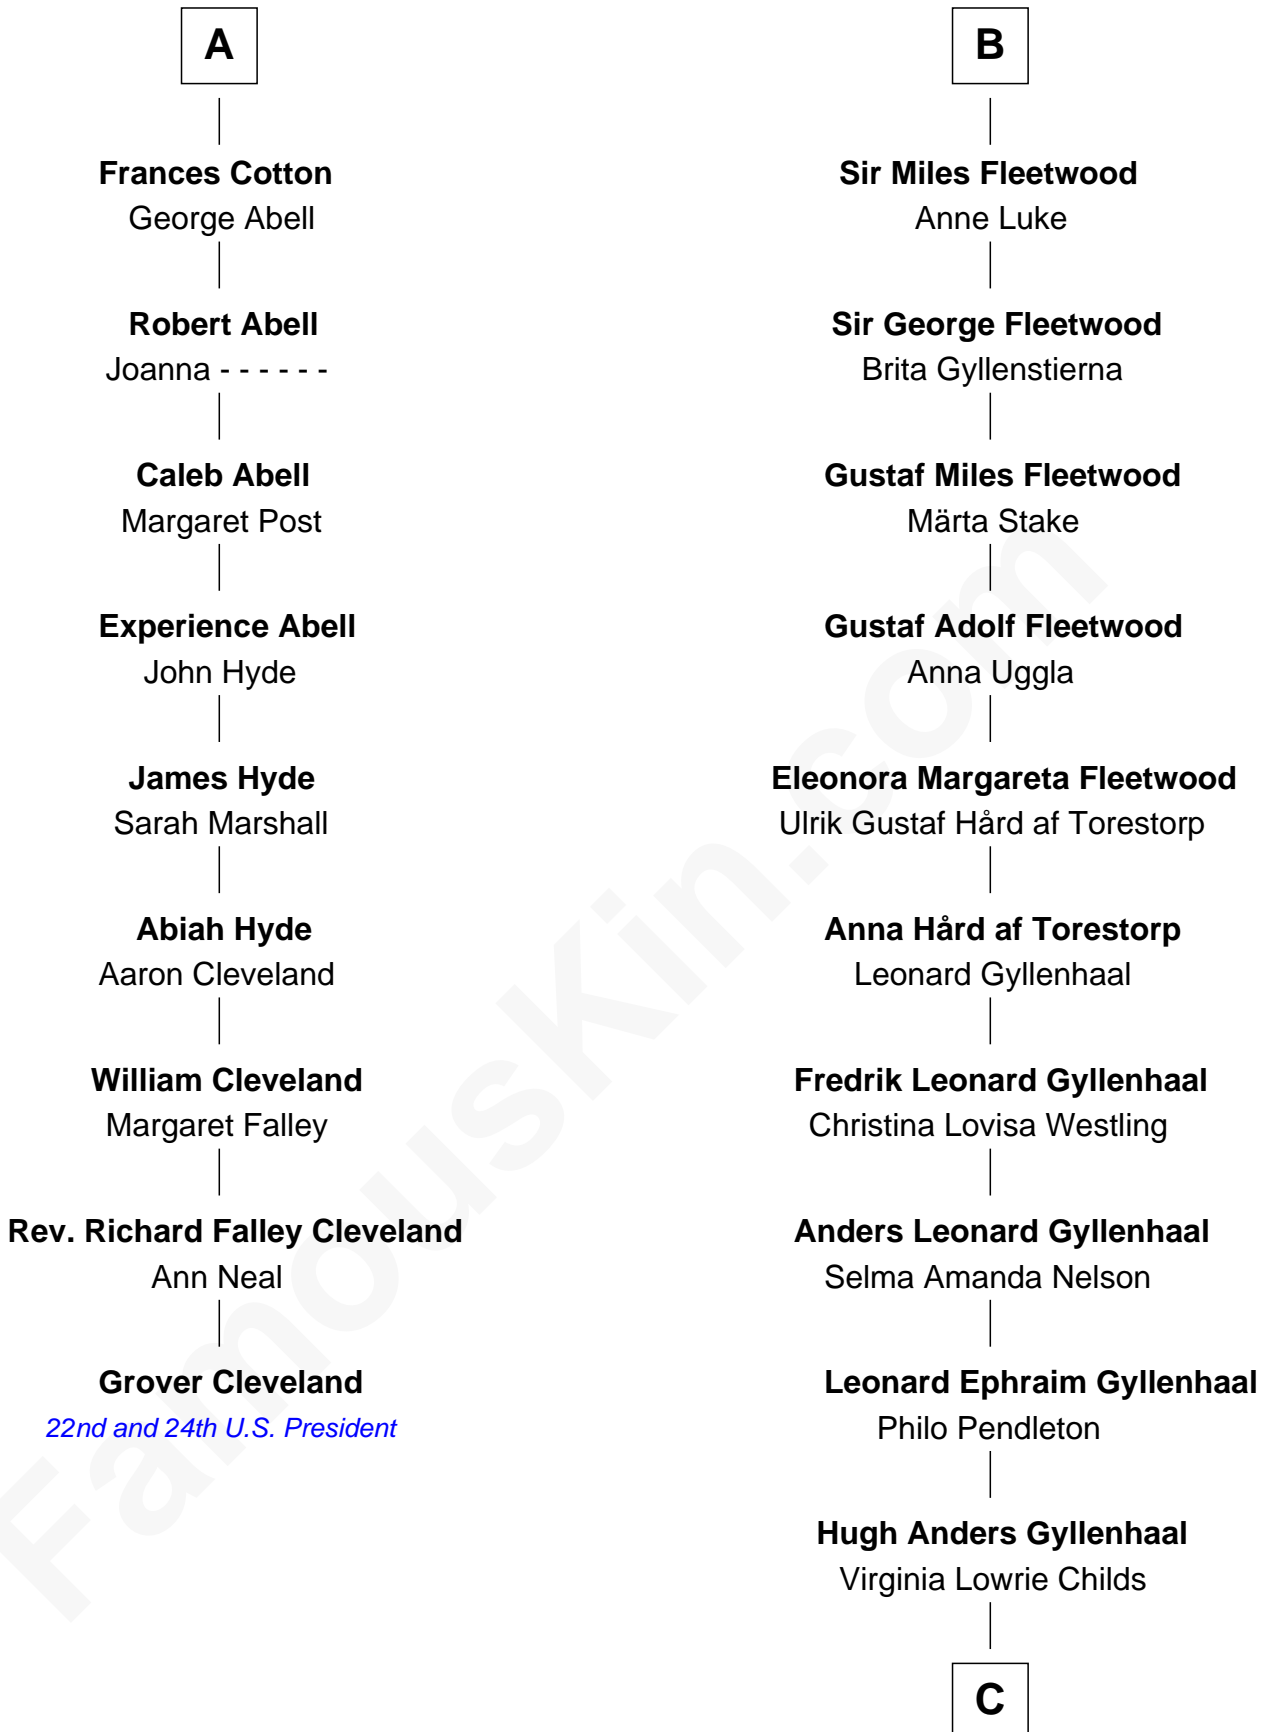 A
Frances Cotton
George Abell
Robert Abell
Joanna - - - - - -
Caleb Abell
Margaret Post
Experience Abell
John Hyde
James Hyde
Sarah Marshall
Abiah Hyde
Aaron Cleveland
William Cleveland
Margaret Falley
Rev. Richard Falley Cleveland
Ann Neal
Grover Cleveland
22nd and 24th U.S. President
B
Sir Miles Fleetwood
Anne Luke
Sir George Fleetwood
Brita Gyllenstierna
Gustaf Miles Fleetwood
Märta Stake
Gustaf Adolf Fleetwood
Anna Uggla
Eleonora Margareta Fleetwood
Ulrik Gustaf Hård af Torestorp
Anna Hård af Torestorp
Leonard Gyllenhaal
Fredrik Leonard Gyllenhaal
Christina Lovisa Westling
Anders Leonard Gyllenhaal
Selma Amanda Nelson
Leonard Ephraim Gyllenhaal
Philo Pendleton
Hugh Anders Gyllenhaal
Virginia Lowrie Childs
C
FamousKin.com